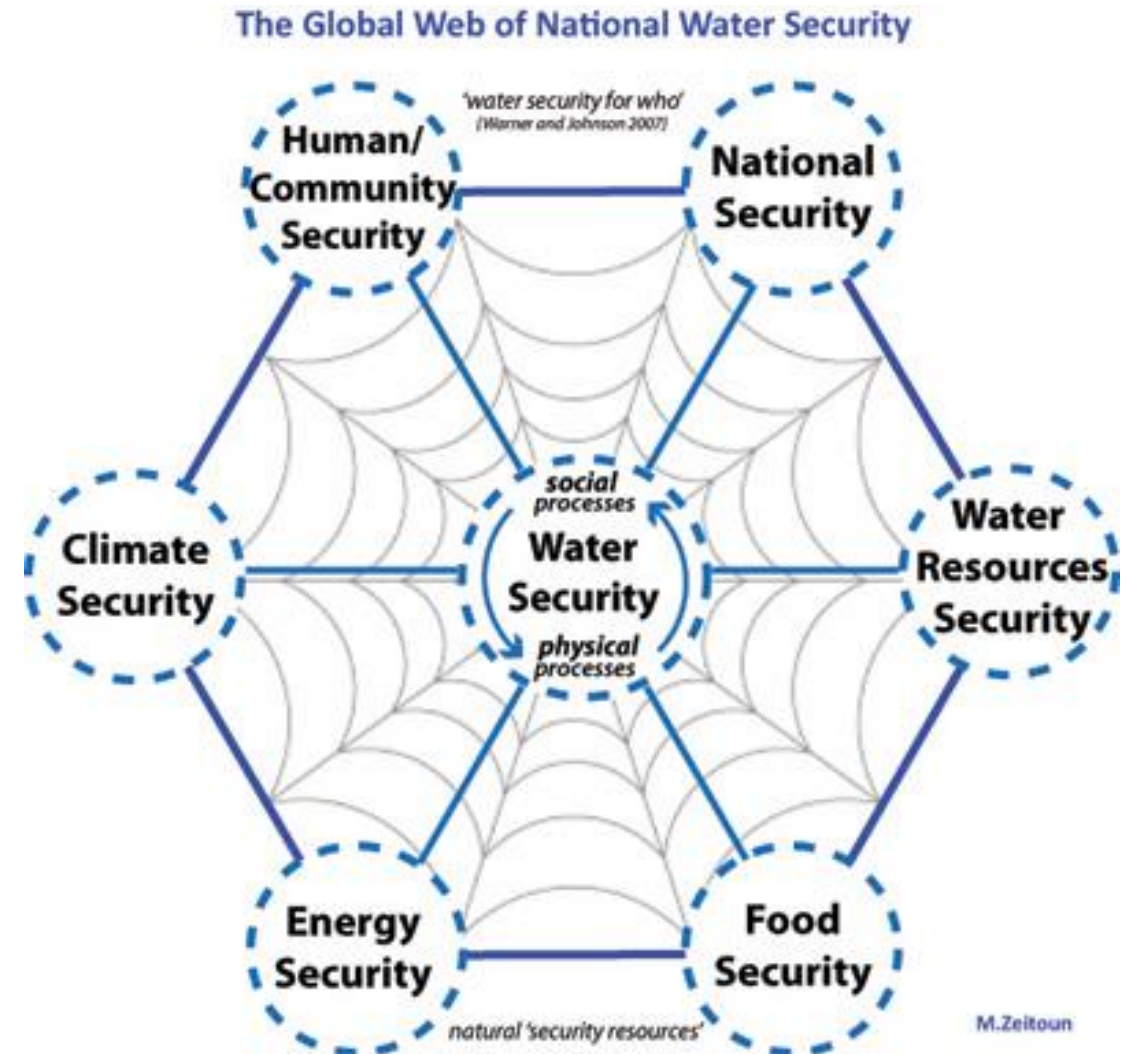 The Global Web of National Water Security
'water security for who'
(Warner and Johnson 2007)
Human/
Community
Security
National
Security
Climate
Security
social
processes
Water
Security
physical
processes
Water
Resources
Security
Energy
Security
Food
Security
natural 'security resources'
M.Zeitoun